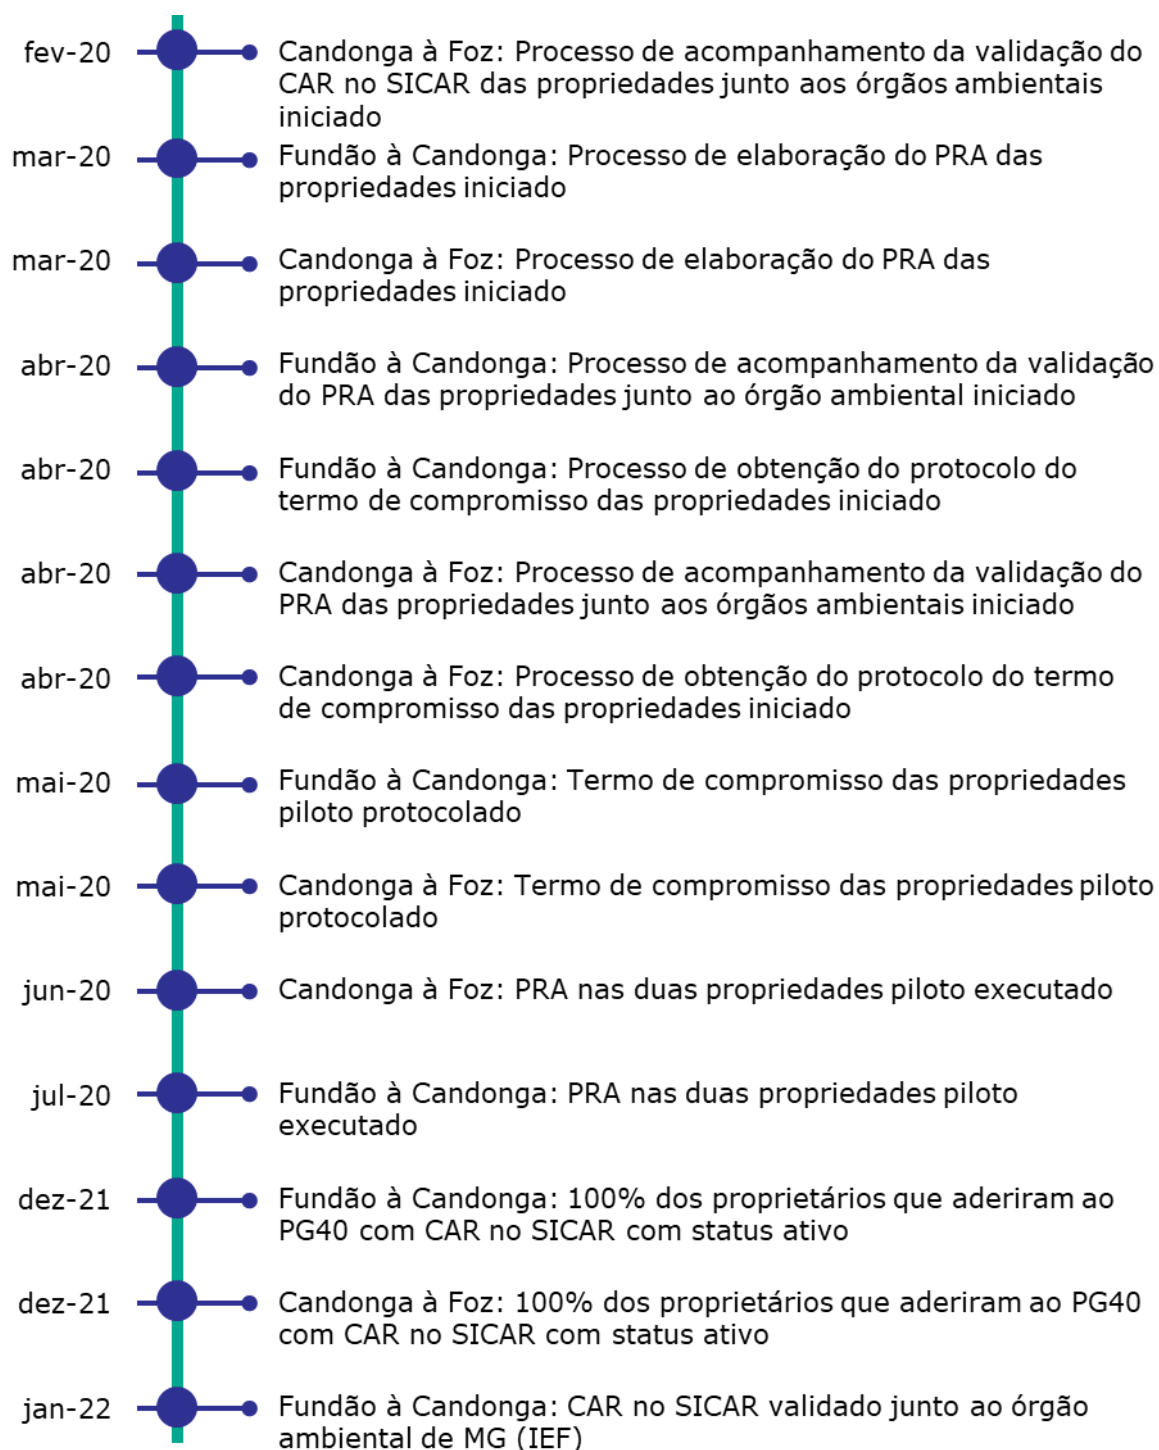 fev-20 Candonga à Foz: Processo de acompanhamento da validação do
CAR no SICAR das propriedades junto aos órgãos ambientais
iniciado
mar-20 Fundão à Candonga: Processo de elaboração do PRA das
propriedades iniciado
mar-20 Candonga à Foz: Processo de elaboração do PRA das
propriedades iniciado
abr-20 Fundão à Candonga: Processo de acompanhamento da validação
do PRA das propriedades junto ao órgão ambiental iniciado
abr-20 Fundão à Candonga: Processo de obtenção do protocolo do
termo de compromisso das propriedades iniciado
abr-20 Candonga à Foz: Processo de acompanhamento da validação do
PRA das propriedades junto aos órgãos ambientais iniciado
abr-20 Candonga à Foz: Processo de obtenção do protocolo do termo
de compromisso das propriedades iniciado
mai-20 Fundão à Candonga: Termo de compromisso das propriedades
piloto protocolado
mai-20 Candonga à Foz: Termo de compromisso das propriedades piloto
protocolado
jun-20 Candonga à Foz: PRA nas duas propriedades piloto executado
jul-20 Fundão à Candonga: PRA nas duas propriedades piloto
executado
dez-21 Fundão à Candonga: 100% dos proprietários que aderiram ao
PG40 com CAR no SICAR com status ativo
dez-21 Candonga à Foz: 100% dos proprietários que aderiram ao PG40
com CAR no SICAR com status ativo
jan-22 Fundão à Candonga: CAR no SICAR validado junto ao órgão
ambiental de MG (IEF)